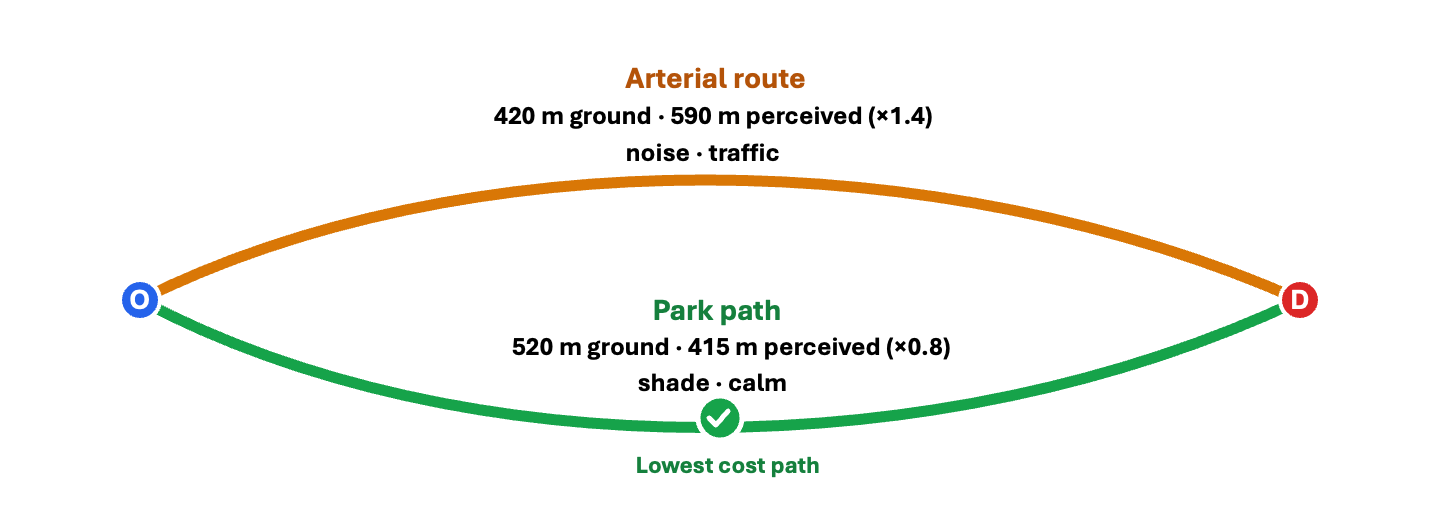 Arterial route
420 m ground · 590 m perceived (×1.4)
noise · traffic
O
D
Park path
520 m ground · 415 m perceived (×0.8)
shade · calm
Lowest cost path